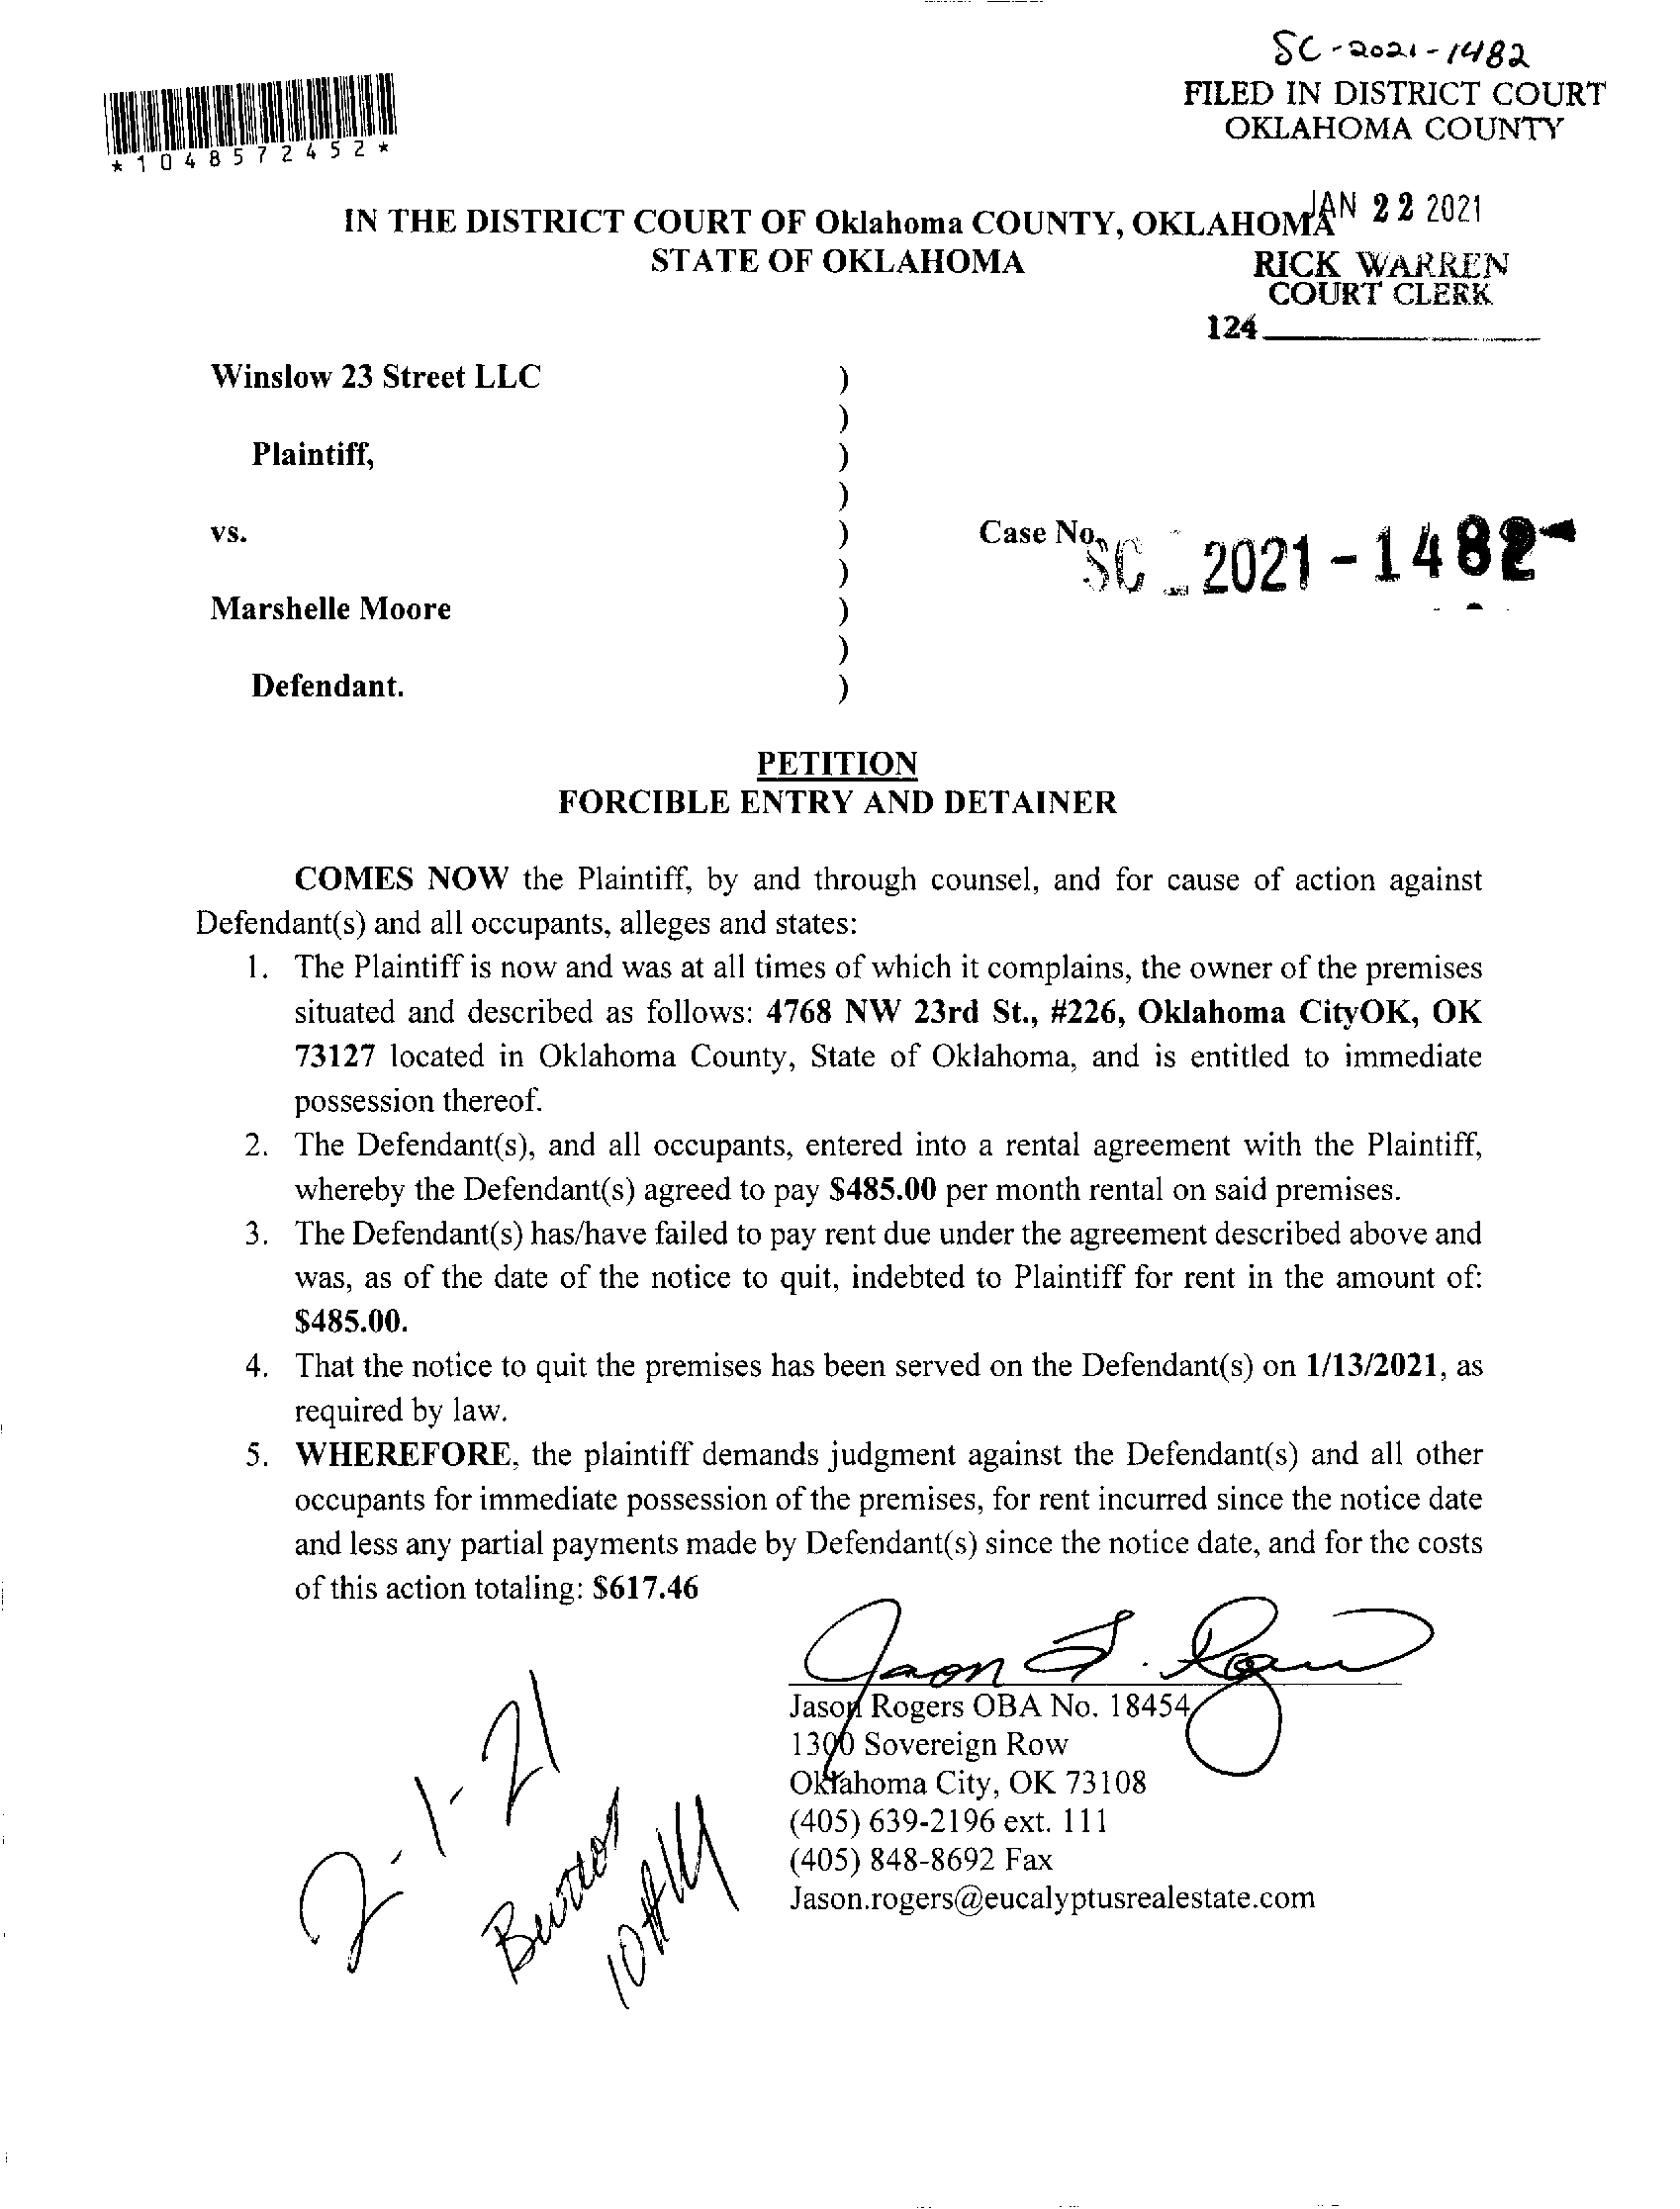 SC-2021-1482
FILED IN DISTRICT COURT
OKLAHOMA COUNTY
*1048572452*
JAN 22 2021
IN THE DISTRICT COURT OF Oklahoma COUNTY, OKLAHOMA
STATE OF OKLAHOMA
RICK WARREN
COURT CLERK
124
Winslow 23 Street LLC )
)
Plaintiff, )
)
vs. ) Case No. SC - 2021 - 1482
)
Marshelle Moore )
)
Defendant. )
PETITION
FORCIBLE ENTRY AND DETAINER
COMES NOW the Plaintiff, by and through counsel, and for cause of action against
Defendant(s) and all occupants, alleges and states:
1. The Plaintiff is now and was at all times of which it complains, the owner of the premises
situated and described as follows: 4768 NW 23rd St., #226, Oklahoma CityOK, OK
73127 located in Oklahoma County, State of Oklahoma, and is entitled to immediate
possession thereof.
2. The Defendant(s), and all occupants, entered into a rental agreement with the Plaintiff,
whereby the Defendant(s) agreed to pay $485.00 per month rental on said premises.
3. The Defendant(s) has/have failed to pay rent due under the agreement described above and
was, as of the date of the notice to quit, indebted to Plaintiff for rent in the amount of:
$485.00.
4. That the notice to quit the premises has been served on the Defendant(s) on 1/13/2021, as
required by law.
5. WHEREFORE, the plaintiff demands judgment against the Defendant(s) and all other
occupants for immediate possession of the premises, for rent incurred since the notice date
and less any partial payments made by Defendant(s) since the notice date, and for the costs
of this action totaling: $617.46
Jason Rogers OBA No. 18454
1300 Sovereign Row
Oklahoma City, OK 73108
(405) 639-2196 ext. 111
(405) 848-8692 Fax
Jason.rogers@eucalyptusrealestate.com
2-1-21
10 AM